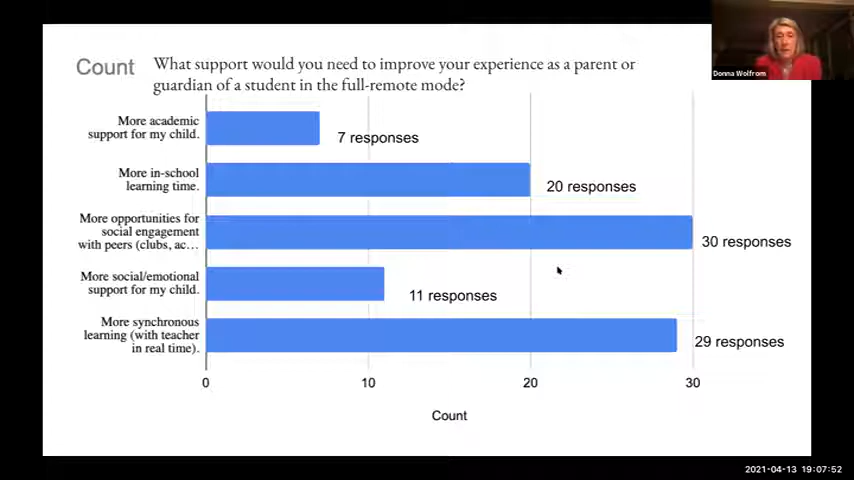 Count
What support would you need to improve your experience as a parent or
guardian of a student in the full-remote mode?
Donna Wolfrom
More academic
support for my child.
7 responses
More in-school
learning time.
20 responses
More opportunities for
social engagement
with peers (clubs, ac...
30 responses
More social/emotional
support for my child.
11 responses
More synchronous
learning (with teacher
in real time).
29 responses
0 10 20 30
Count
2021-04-13 19:07:52